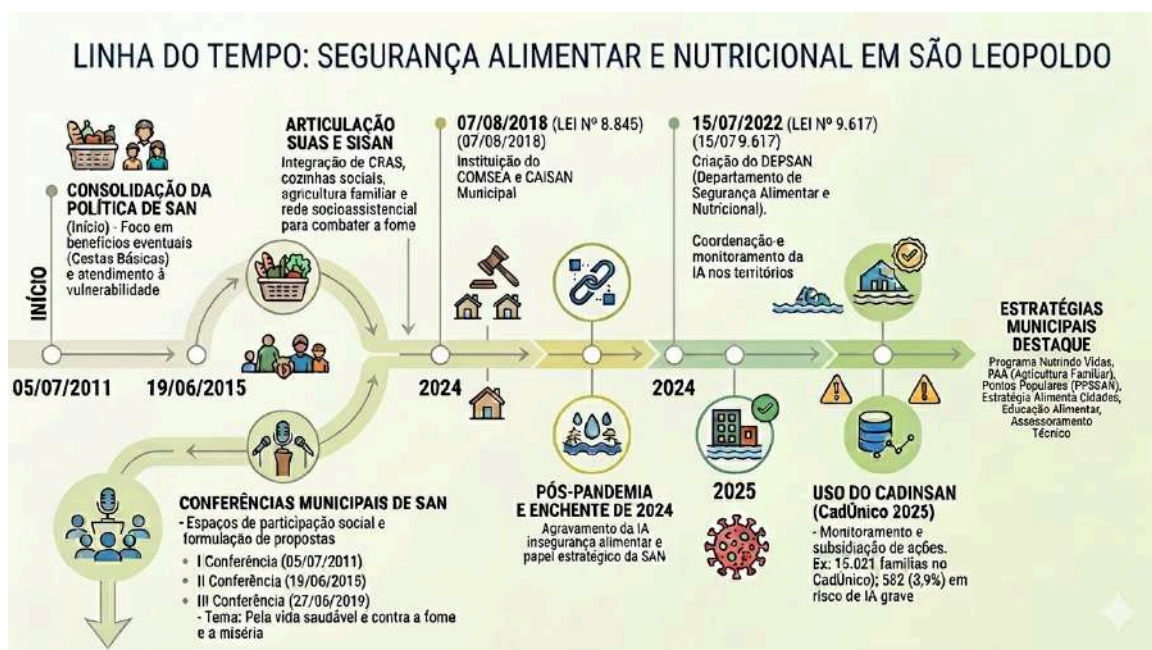 LINHA DO TEMPO: SEGURANÇA ALIMENTAR E NUTRICIONAL EM SÃO LEOPOLDO
INÍCIO
CONSOLIDAÇÃO DA
POLÍTICA DE SAN
(Início) - Foco em
benefícios eventuais
(Cestas Básicas)
e atendimento à
vulnerabilidade
ARTICULAÇÃO
SUAS E SISAN
Integração de CRAS,
cozinhas sociais,
agricultura familiar e
rede socioassistencial
para combater a fome
07/08/2018 (LEI Nº 8.845)
(07/08/2018)
Instituição do
COMSEA e CAISAN
Municipal
15/07/2022 (LEI Nº 9.617)
(15/079.617)
Criação do DEPSAN
(Departamento de
Segurança Alimentar e
Nutricional).
Coordenação e
monitoramento da
IA nos territórios
05/07/2011
19/06/2015
2024
2024
ESTRATÉGIAS
MUNICIPAIS
DESTAQUE
Programa Nutrindo Vidas,
PAA (Agticultura Familiar),
Pontos Populares (PPSSAN),
Estratégia Alimenta Cidades,
Educação Alimentar,
Assessoramento
Técnico
CONFERÊNCIAS MUNICIPAIS DE SAN
- Espaços de participação social e
formulação de propostas
• I Conferência (05/07/2011)
• II Conferência (19/06/2015)
• III Conferência (27/06/2019)
- Tema: Pela vida saudável e contra a fome
e a miséria
PÓS-PANDEMIA
E ENCHENTE DE 2024
Agravamento da IA
insegurança alimentar e
papel estratégico da SAN
2025
USO DO CADINSAN
(CadÚnico 2025)
- Monitoramento e
subsidiação de ações.
Ex: 15.021 famílias no
CadÚnico); 582 (3,9%) em
risco de IA grave